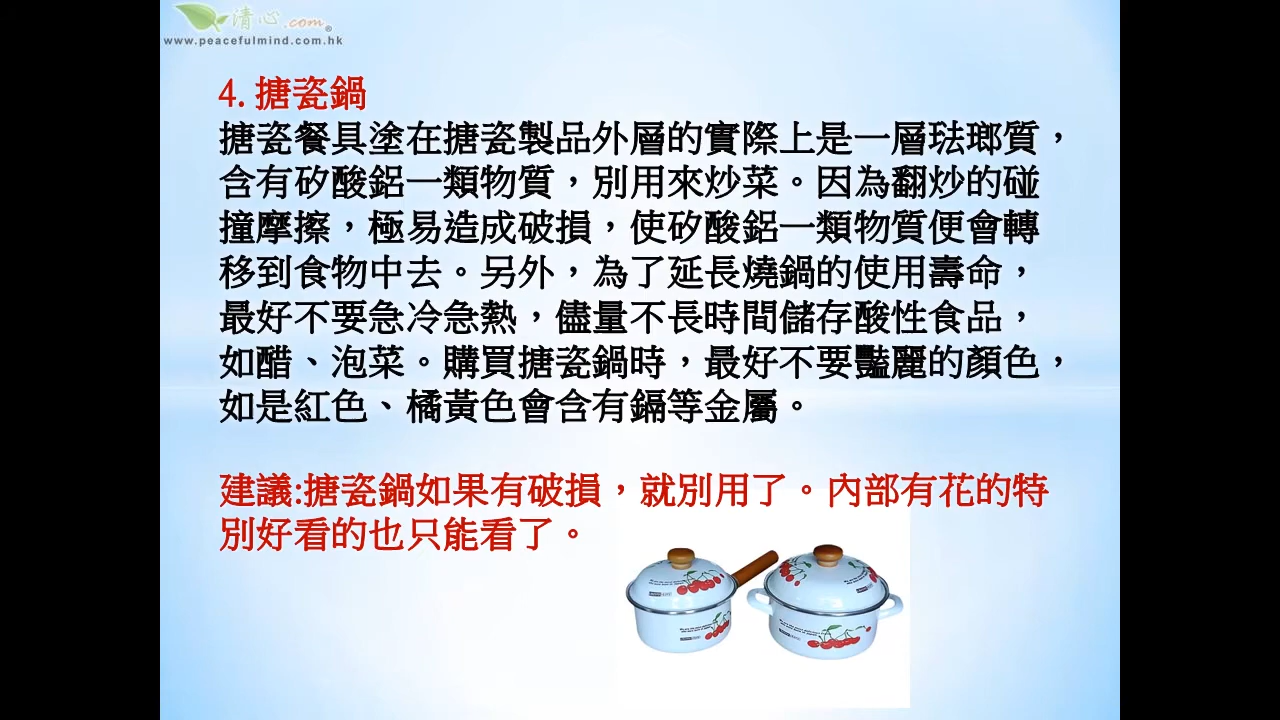 清心.com®
www.peacefulmind.com.hk
4. 搪瓷鍋
搪瓷餐具塗在搪瓷製品外層的實際上是一層琺瑯質，
含有矽酸鋁一類物質，別用來炒菜。因為翻炒的碰
撞摩擦，極易造成破損，使矽酸鋁一類物質便會轉
移到食物中去。另外，為了延長燒鍋的使用壽命，
最好不要急冷急熱，儘量不長時間儲存酸性食品，
如醋、泡菜。購買搪瓷鍋時，最好不要豔麗的顏色，
如是紅色、橘黃色會含有鎘等金屬。
建議:搪瓷鍋如果有破損，就別用了。內部有花的特
別好看的也只能看了。